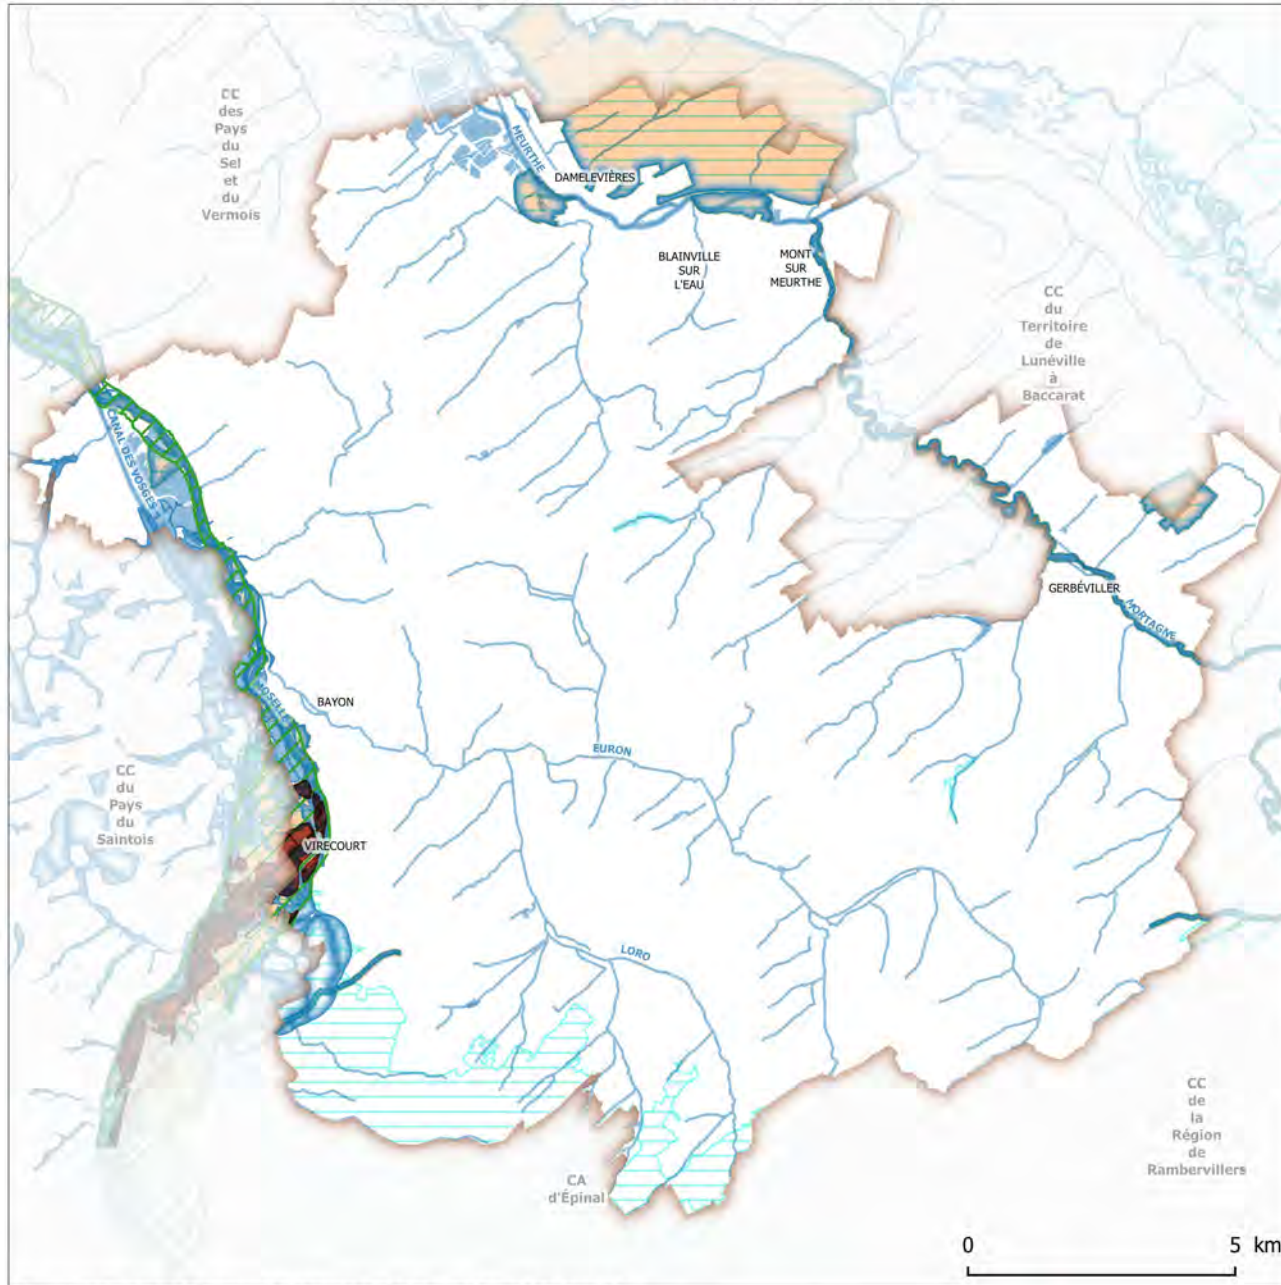 CC
des
Pays
du
Sel
et
du
Vermois
MEURTHE
DAMELEVIÈRES
BLAINVILLE
SUR
L'EAU
MONT
SUR
MEURTHE
CC
du
Territoire
de
Lunéville
à
Baccarat
CANAL DES VOSGES
GERBÉVILLER
MORTAGNE
MOSELLE
BAYON
EURON
CC
du
Pays
du
Saintois
VIRECOURT
LORO
CC
de
la
Région
de
Rambervillers
CA
d'Épinal
0 5 km